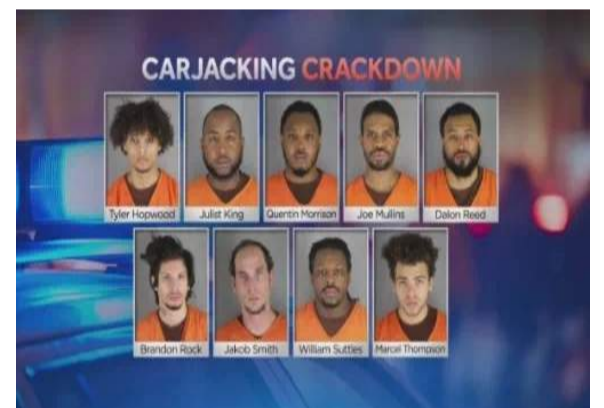 CARJACKING CRACKDOWN
Tyler Hopwood Julist King Quentin Morrison Joe Mullins Dalon Reed
Brandon Rock Jakob Smith William Suttles Marcel Thompson